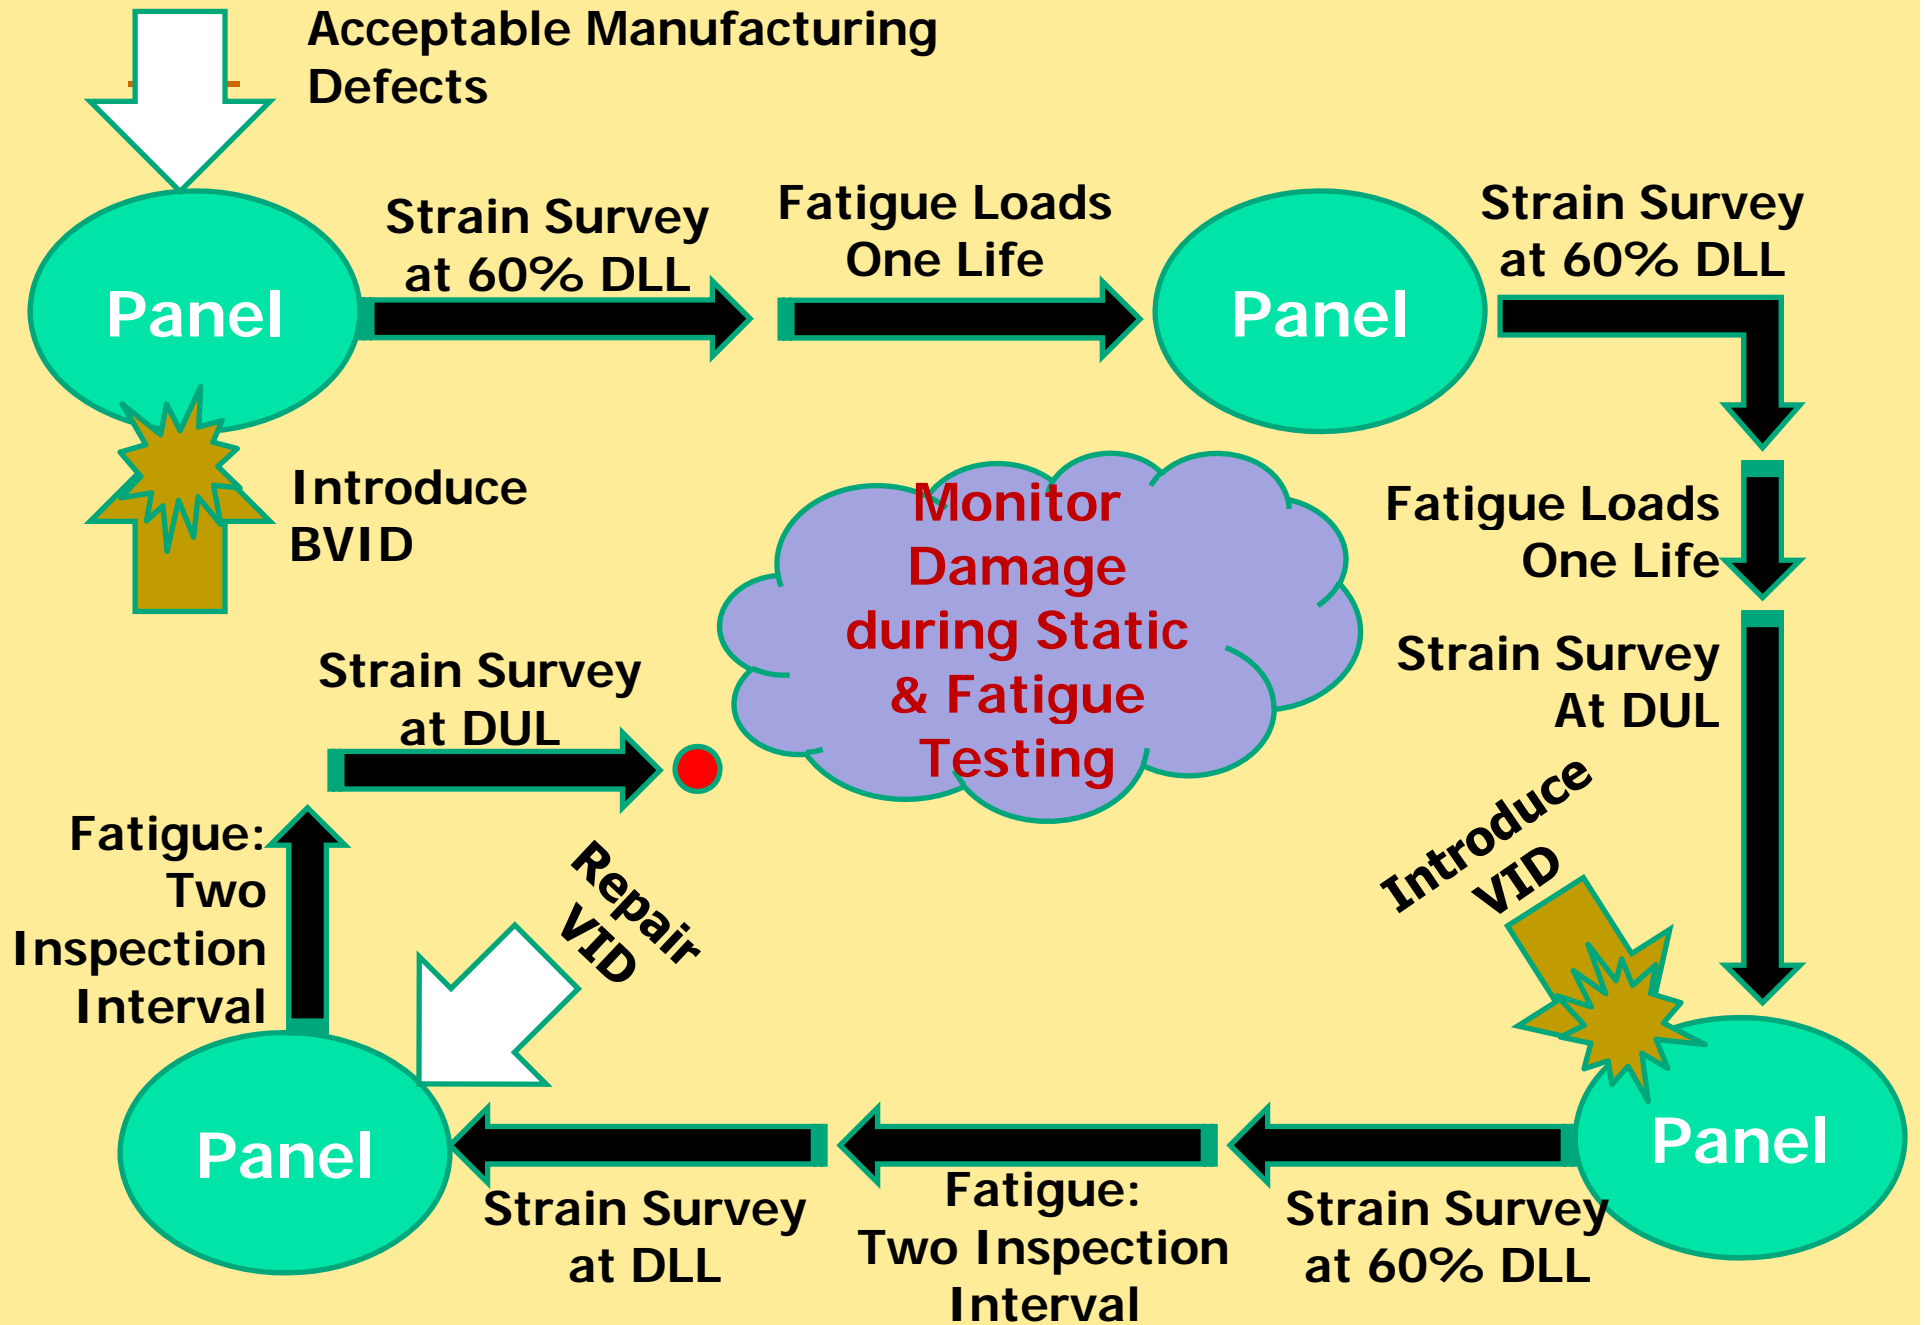 Acceptable Manufacturing
Defects
Panel
Strain Survey
at 60% DLL
Fatigue Loads
One Life
Panel
Strain Survey
at 60% DLL
Introduce
BVID
Monitor
Damage
during Static
& Fatigue
Testing
Fatigue Loads
One Life
Strain Survey
At DUL
Introduce
VID
Panel
Strain Survey
at 60% DLL
Fatigue:
Two Inspection
Interval
Strain Survey
at DLL
Panel
Repair
VID
Fatigue:
Two
Inspection
Interval
Strain Survey
at DUL